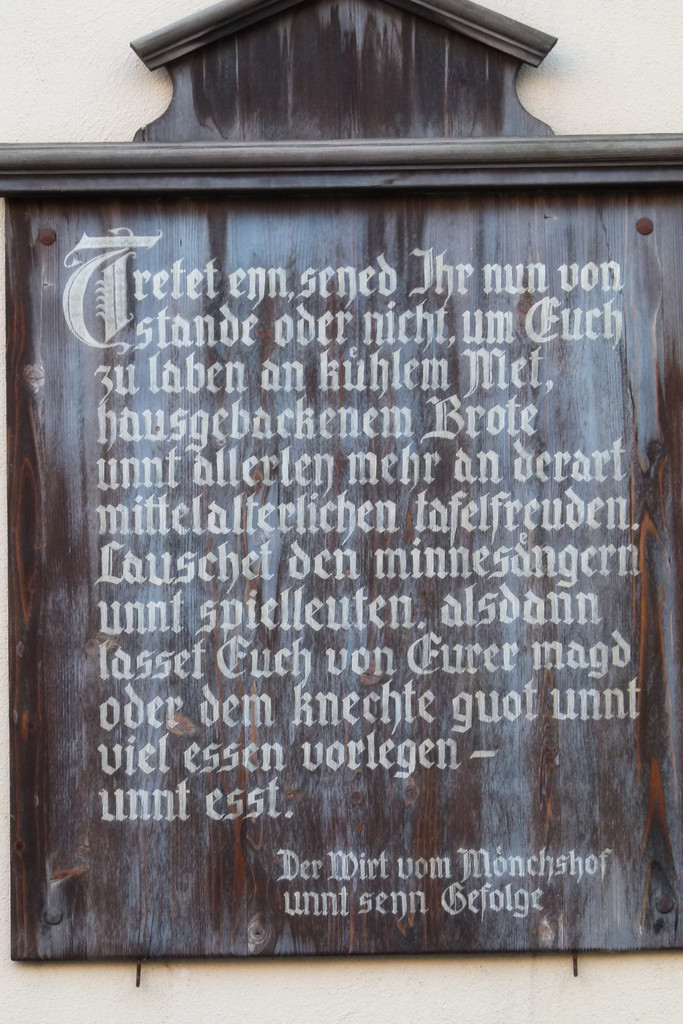 Tretet eyn, seyed Ihr nun von
stande oder nicht, um Euch
zu laben an kühlem Met,
hausgebackenem Brote
unnt allerley mehr an derart
mittelalterlichen tafelfreuden.
Lauschet den minnesängern
unnt spielleuten, alsdann
lasset Euch von Eurer magd
oder dem knechte guot unnt
viel essen vorlegen –
unnt esst.
Der Wirt vom Mönchshof
unnt seyn Gefolge